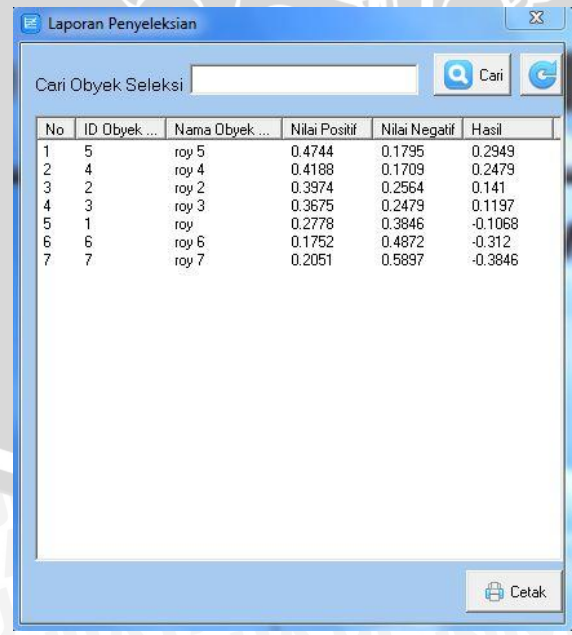 Laporan Penyeleksian
Cari Obyek Seleksi Cari
No ID Obyek ... Nama Obyek ... Nilai Positif Nilai Negatif Hasil
1 5 roy 5 0.4744 0.1795 0.2949
2 4 roy 4 0.4188 0.1709 0.2479
3 2 roy 2 0.3974 0.2564 0.141
4 3 roy 3 0.3675 0.2479 0.1197
5 1 roy 0.2778 0.3846 -0.1068
6 6 roy 6 0.1752 0.4872 -0.312
7 7 roy 7 0.2051 0.5897 -0.3846
Cetak